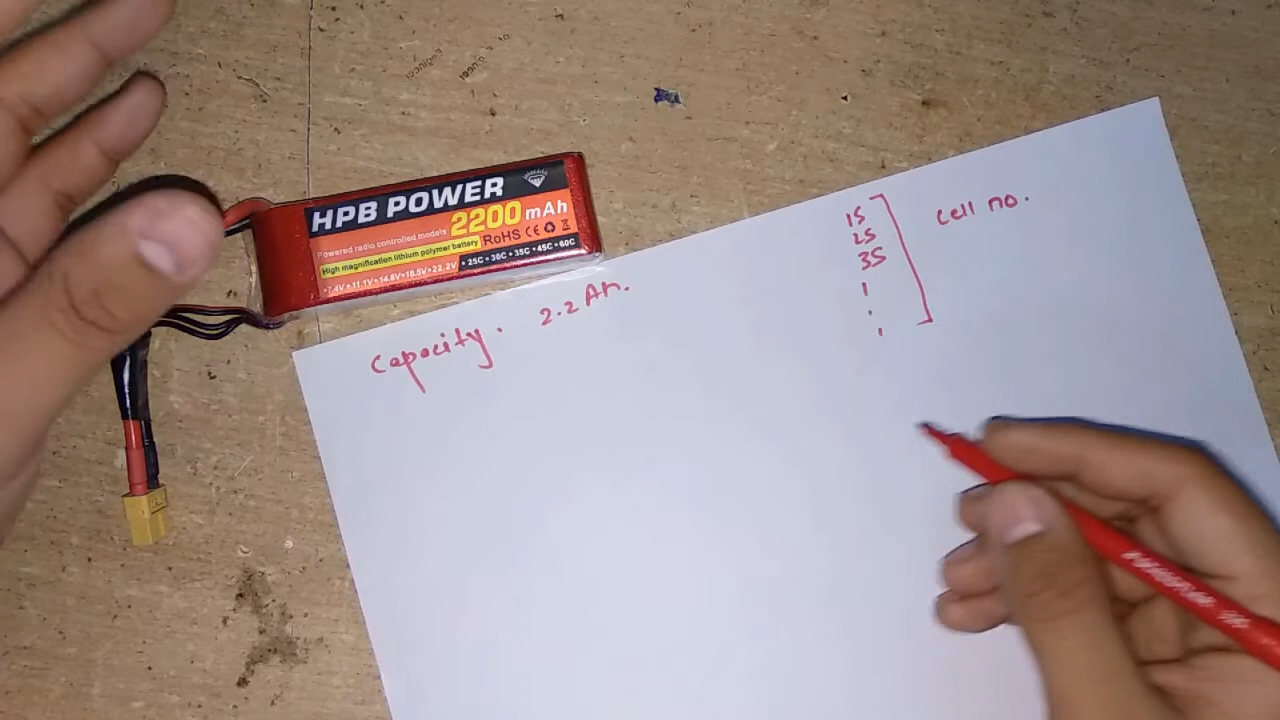 HPB POWER
2200 mAh
Powered radio controlled models
High magnification lithium polymer battery
RoHS CE
•7.4V•11.1V•14.8V•18.5V•22.2V
•25C•30C•35C•45C•60C
Capacity. 2.2 Ah.
1S
2S
3S
Cell no.